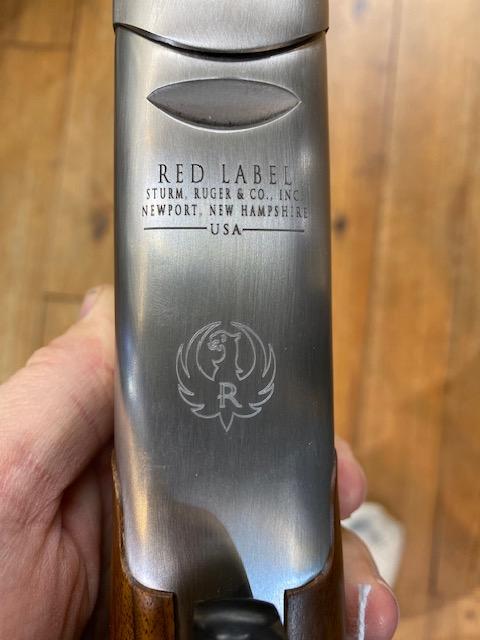 RED LABEL
STURM, RUGER & CO., INC.
NEWPORT, NEW HAMPSHIRE
USA
R